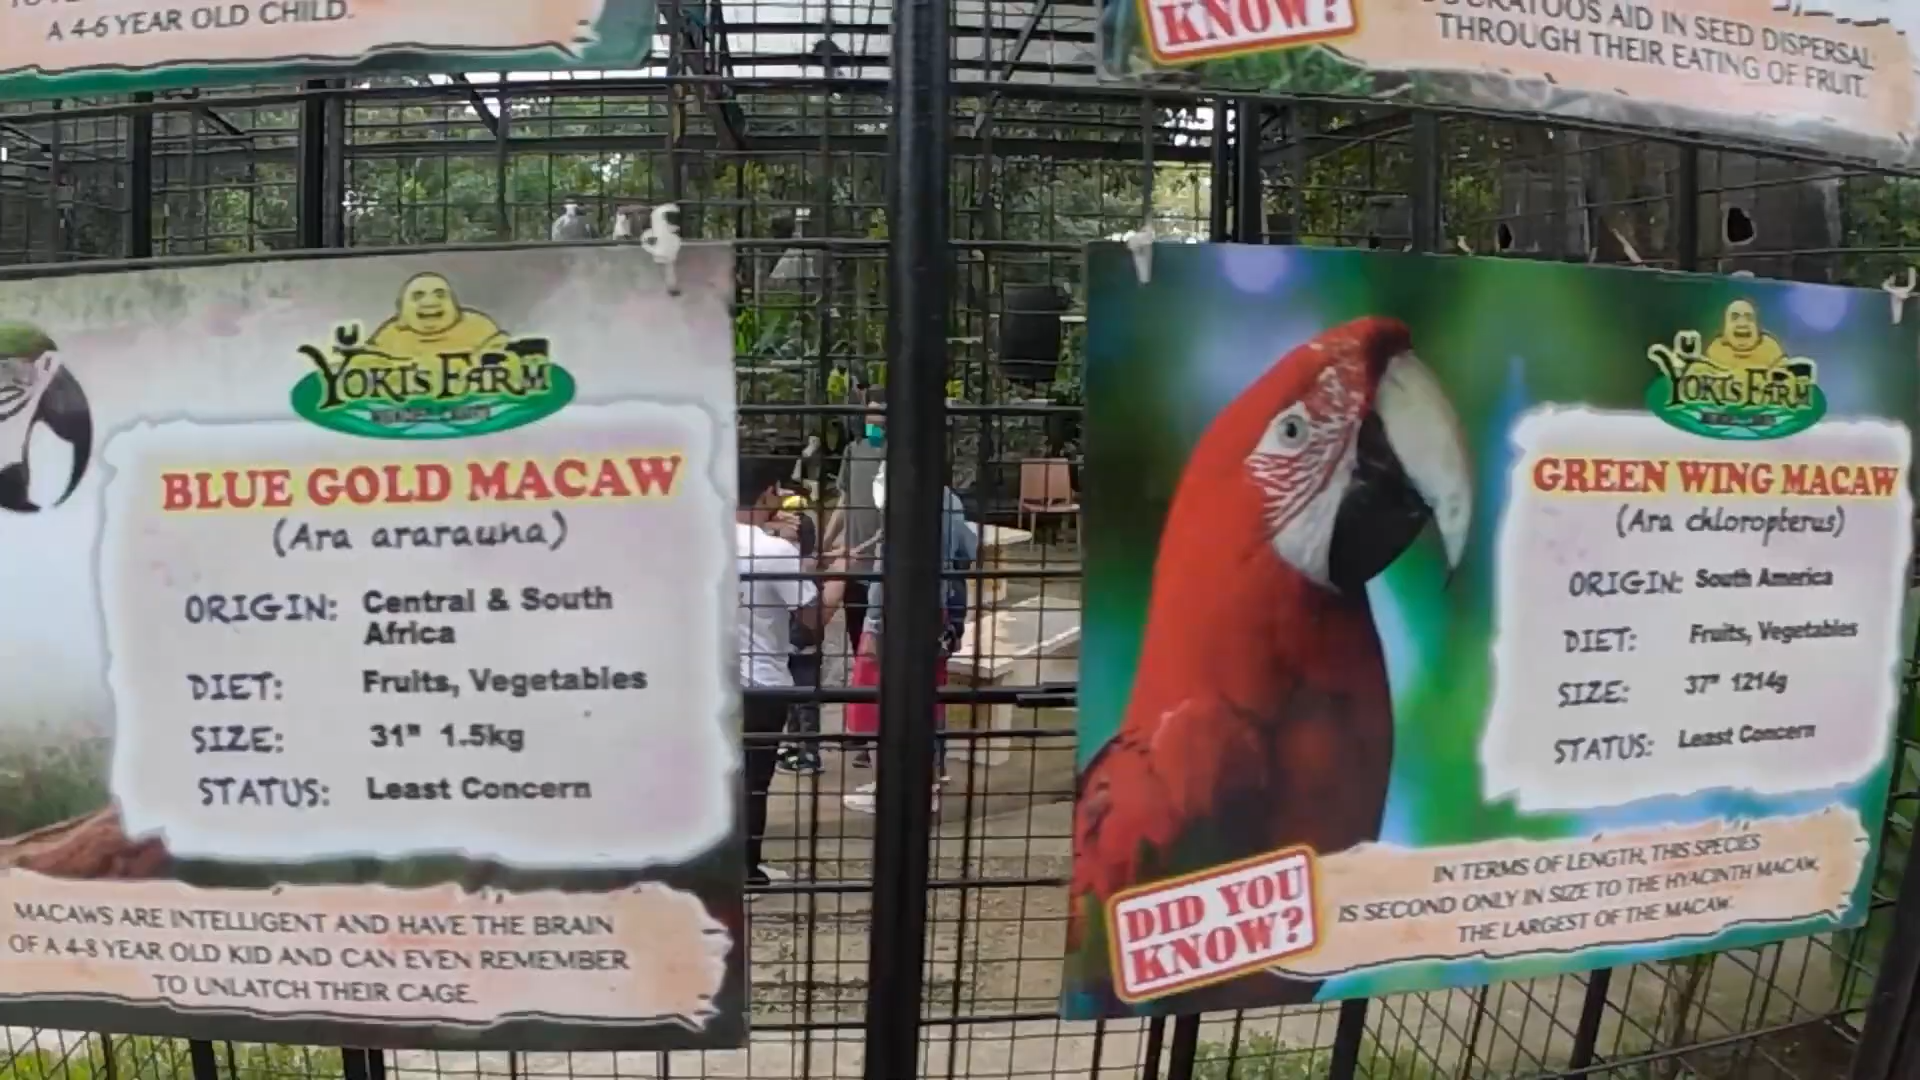 A 4-6 YEAR OLD CHILD.
KNOW?
AID IN SEED DISPERSAL
THROUGH THEIR EATING OF FRUIT.
YOKI'S FARM
BLUE GOLD MACAW
(Ara ararauna)
ORIGIN: Central & South
Africa
DIET: Fruits, Vegetables
SIZE: 31" 1.5kg
STATUS: Least Concern
MACAWS ARE INTELLIGENT AND HAVE THE BRAIN
OF A 4-8 YEAR OLD KID AND CAN EVEN REMEMBER
TO UNLATCH THEIR CAGE.
YOKI'S FARM
GREEN WING MACAW
(Ara chloropterus)
ORIGIN: South America
DIET: Fruits, Vegetables
SIZE: 37" 1214g
STATUS: Least Concern
DID YOU
KNOW?
IN TERMS OF LENGTH, THIS SPECIES
IS SECOND ONLY IN SIZE TO THE HYACINTH MACAW,
THE LARGEST OF THE MACAW.